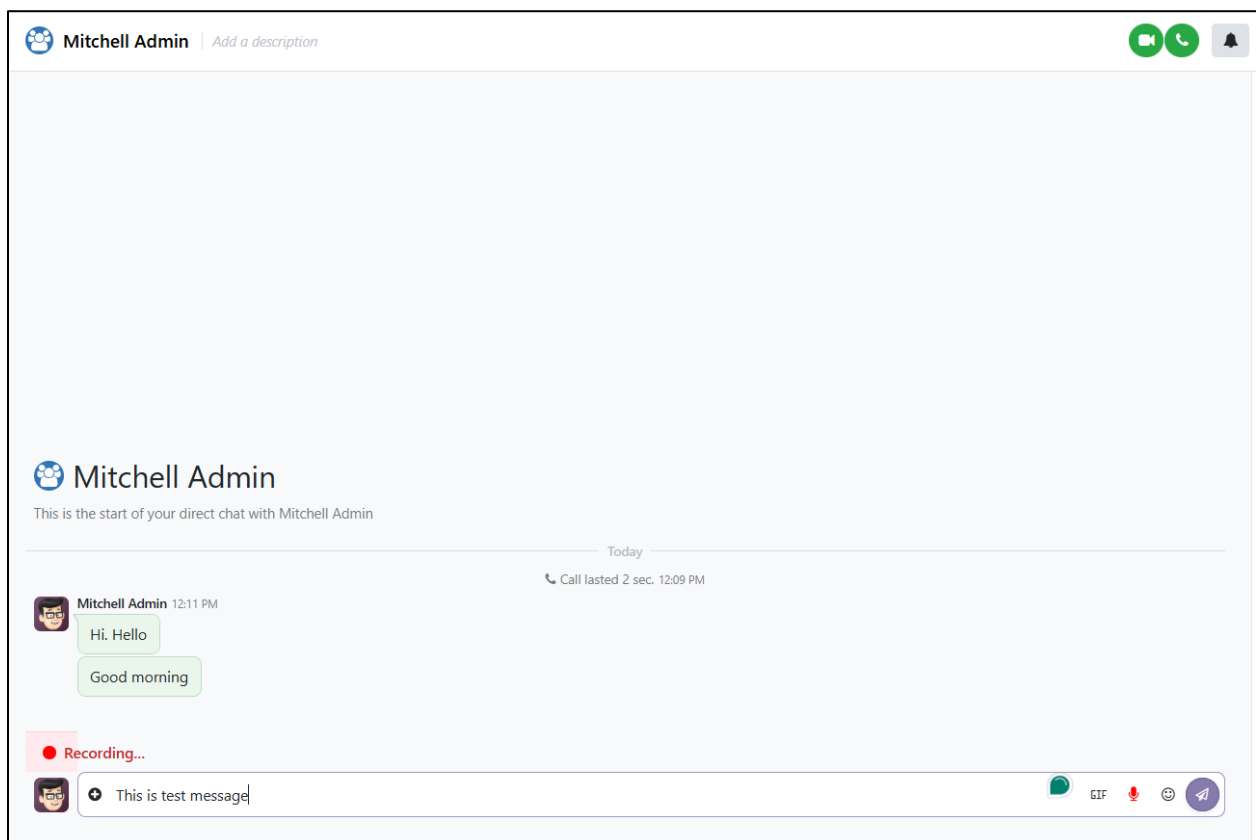 Mitchell Admin Add a description
Mitchell Admin
This is the start of your direct chat with Mitchell Admin
Today
Call lasted 2 sec. 12:09 PM
Mitchell Admin 12:11 PM
Hi. Hello
Good morning
Recording...
This is test message GIF